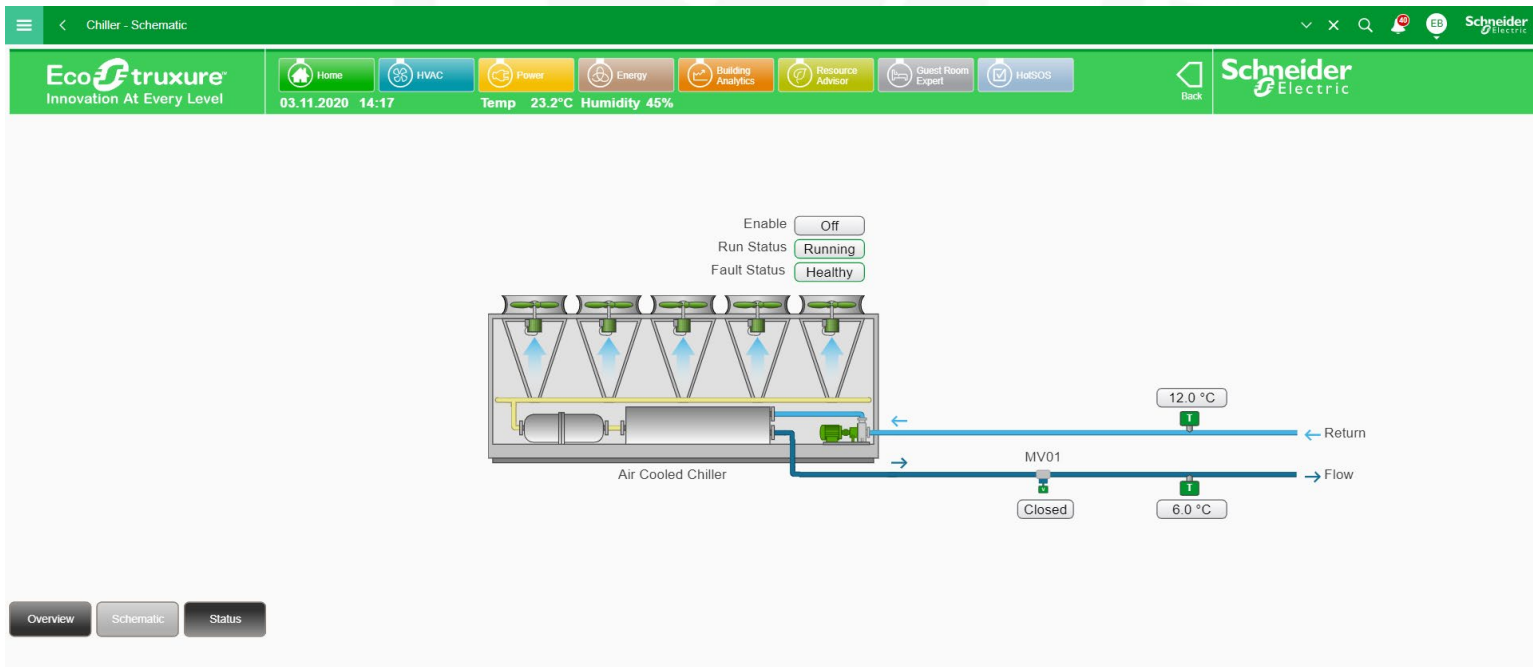 Chiller - Schematic
40
EB
Schneider
Electric
EcoStruxure™
Innovation At Every Level
Home
HVAC
Power
Energy
Building
Analytics
Resource
Advisor
Guest Room
Expert
HotSOS
Back
Schneider
Electric
03.11.2020 14:17
Temp 23.2°C Humidity 45%
Enable Off
Run Status Running
Fault Status Healthy
12.0 °C
T
Return
MV01
Air Cooled Chiller
Flow
V
T
Closed
6.0 °C
Overview
Schematic
Status